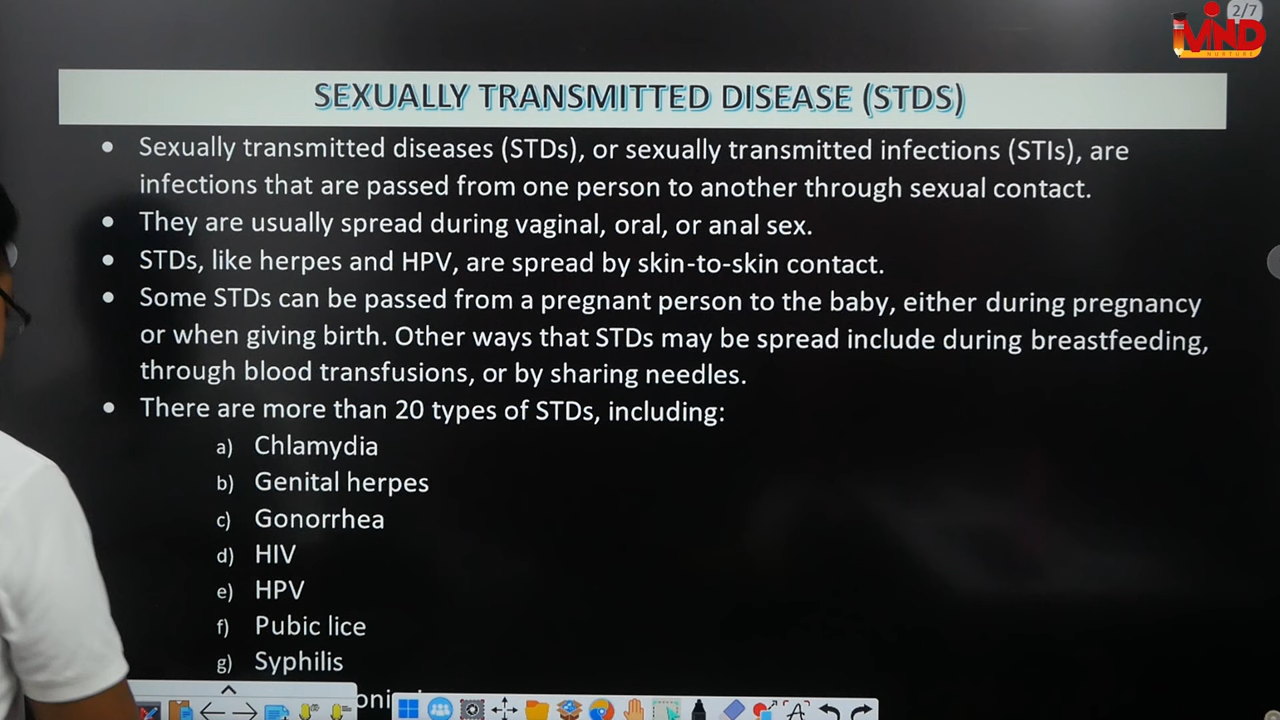 2/7
MIND
NURTURE
SEXUALLY TRANSMITTED DISEASE (STDS)
• Sexually transmitted diseases (STDs), or sexually transmitted infections (STIs), are
infections that are passed from one person to another through sexual contact.
• They are usually spread during vaginal, oral, or anal sex.
• STDs, like herpes and HPV, are spread by skin-to-skin contact.
• Some STDs can be passed from a pregnant person to the baby, either during pregnancy
or when giving birth. Other ways that STDs may be spread include during breastfeeding,
through blood transfusions, or by sharing needles.
• There are more than 20 types of STDs, including:
a) Chlamydia
b) Genital herpes
c) Gonorrhea
d) HIV
e) HPV
f) Pubic lice
g) Syphilis